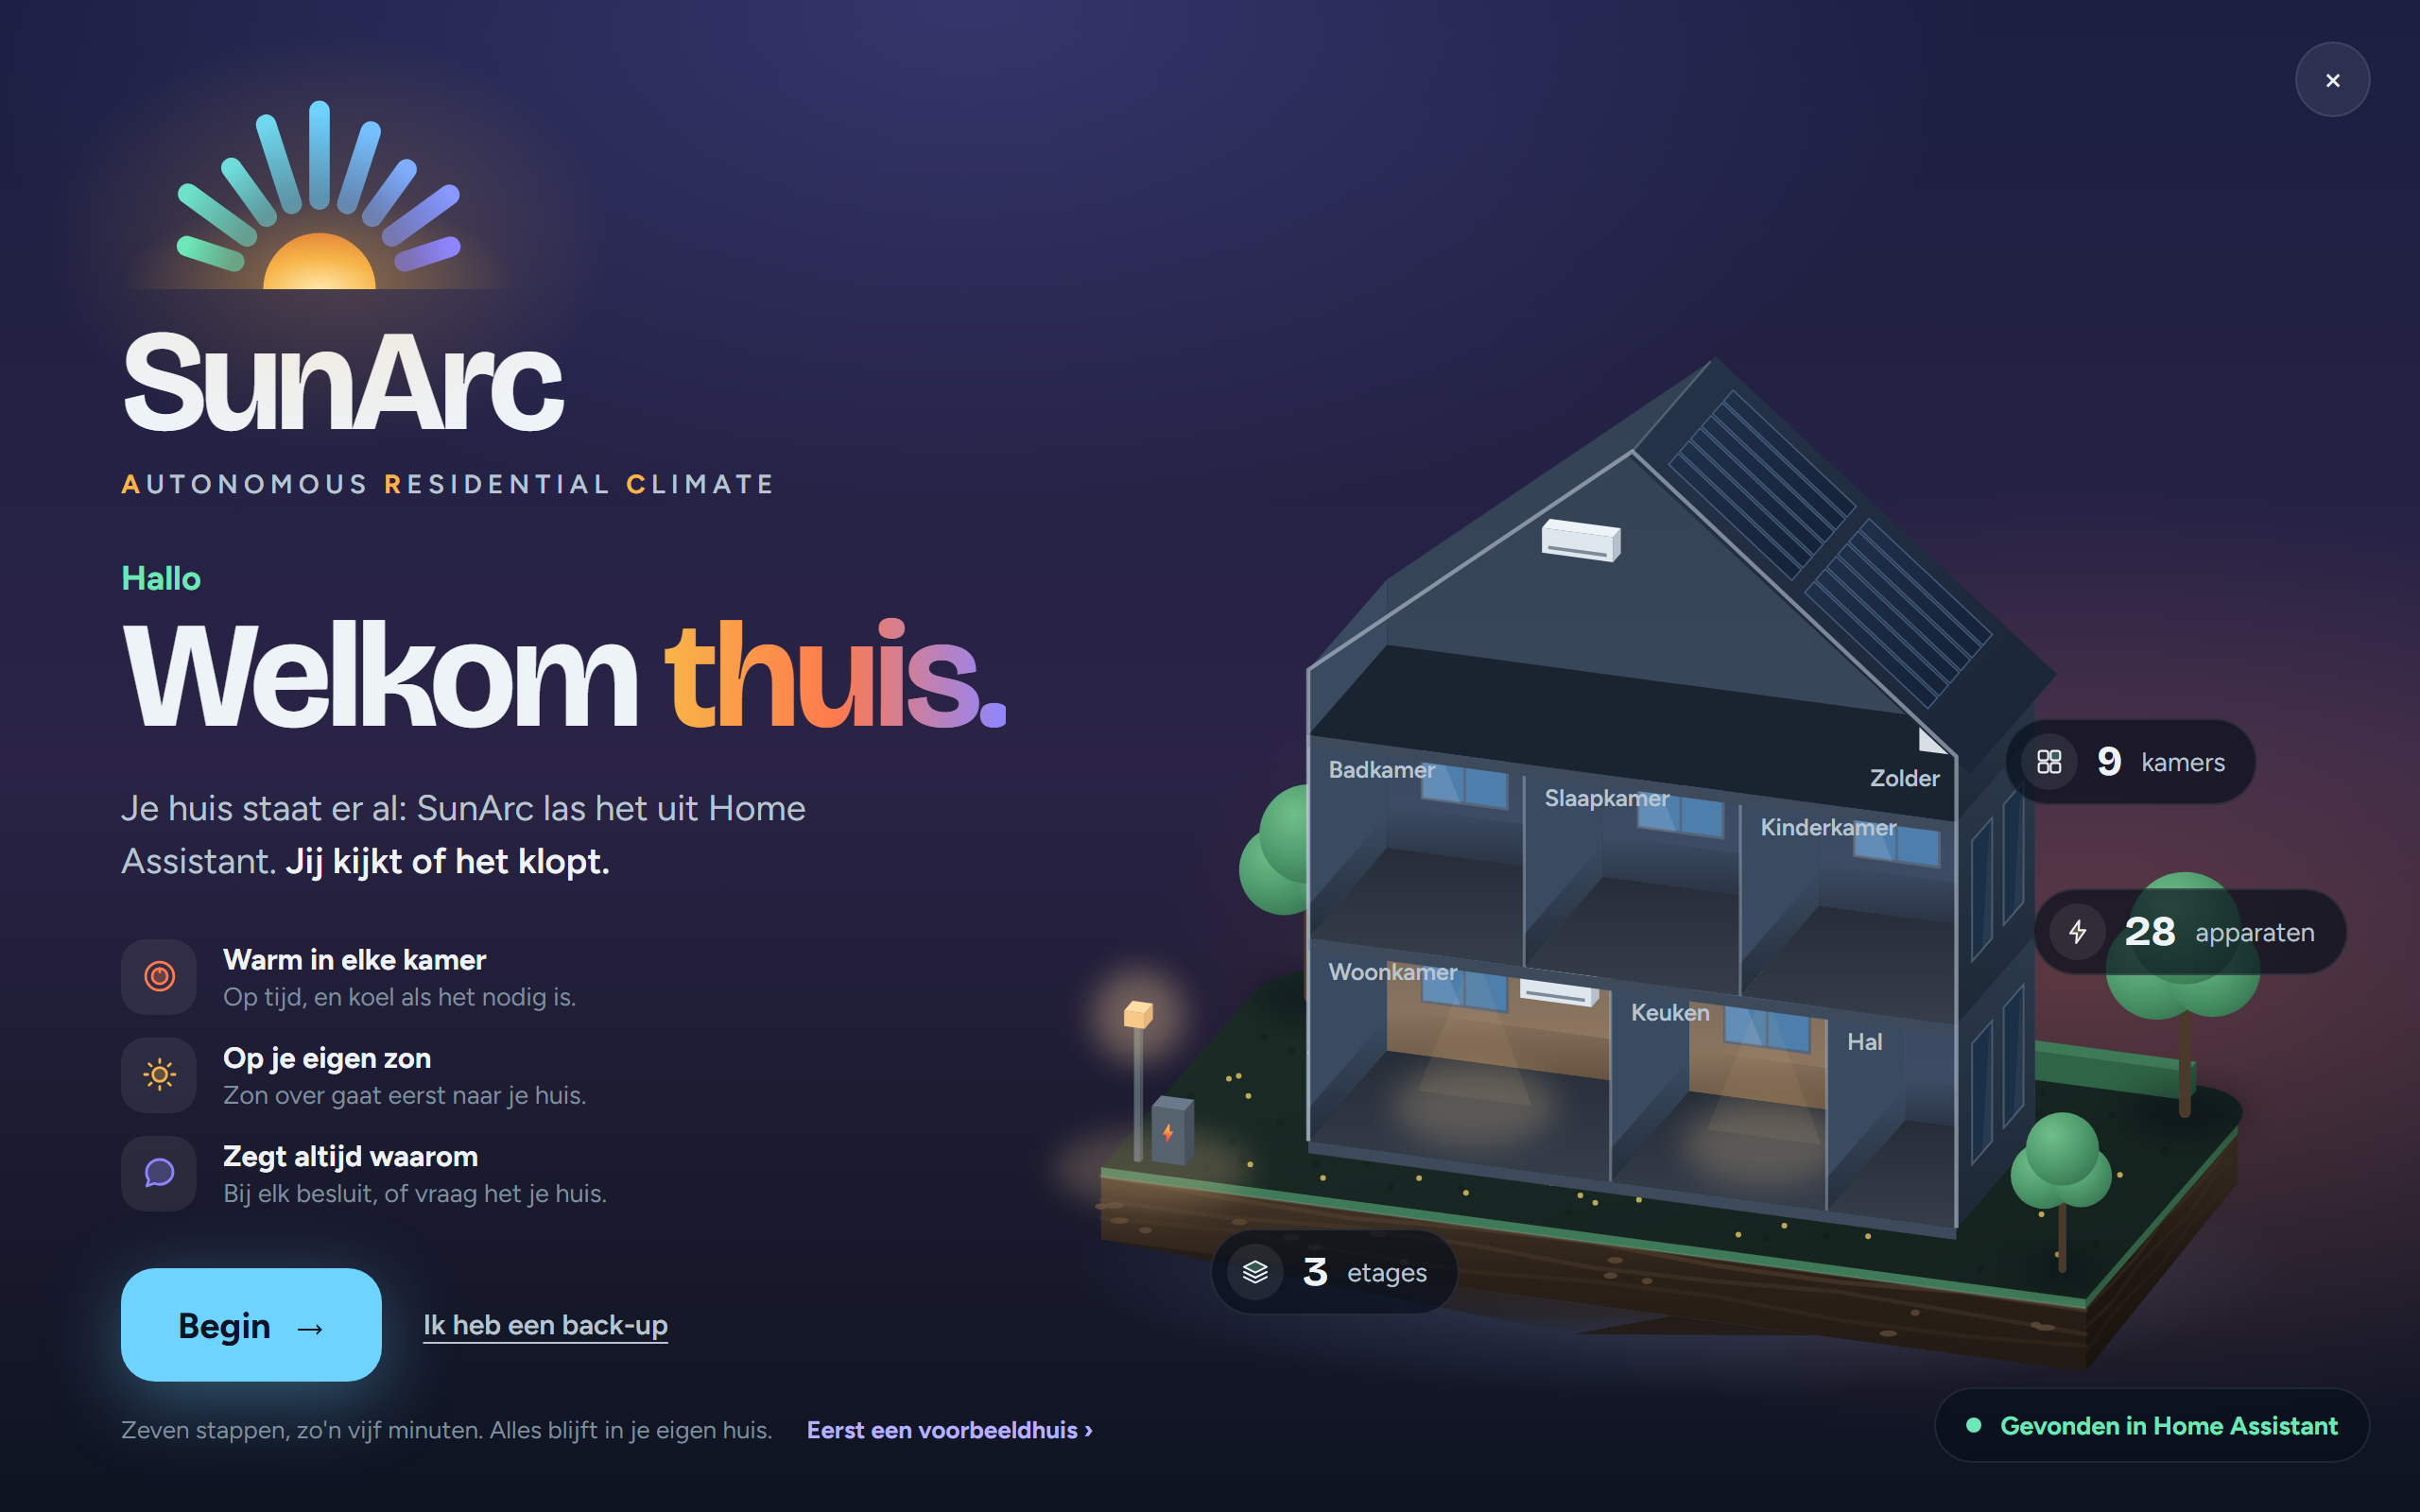 SunArc
AUTONOMOUS RESIDENTIAL CLIMATE
Hallo
Welkom thuis.
Je huis staat er al: SunArc las het uit Home
Assistant. Jij kijkt of het klopt.
Warm in elke kamer
Op tijd, en koel als het nodig is.
Op je eigen zon
Zon over gaat eerst naar je huis.
Zegt altijd waarom
Bij elk besluit, of vraag het je huis.
Begin →
Ik heb een back-up
Zeven stappen, zo'n vijf minuten. Alles blijft in je eigen huis.
Eerst een voorbeeldhuis ›
Badkamer
Slaapkamer
Kinderkamer
Zolder
Woonkamer
Keuken
Hal
9 kamers
28 apparaten
3 etages
Gevonden in Home Assistant